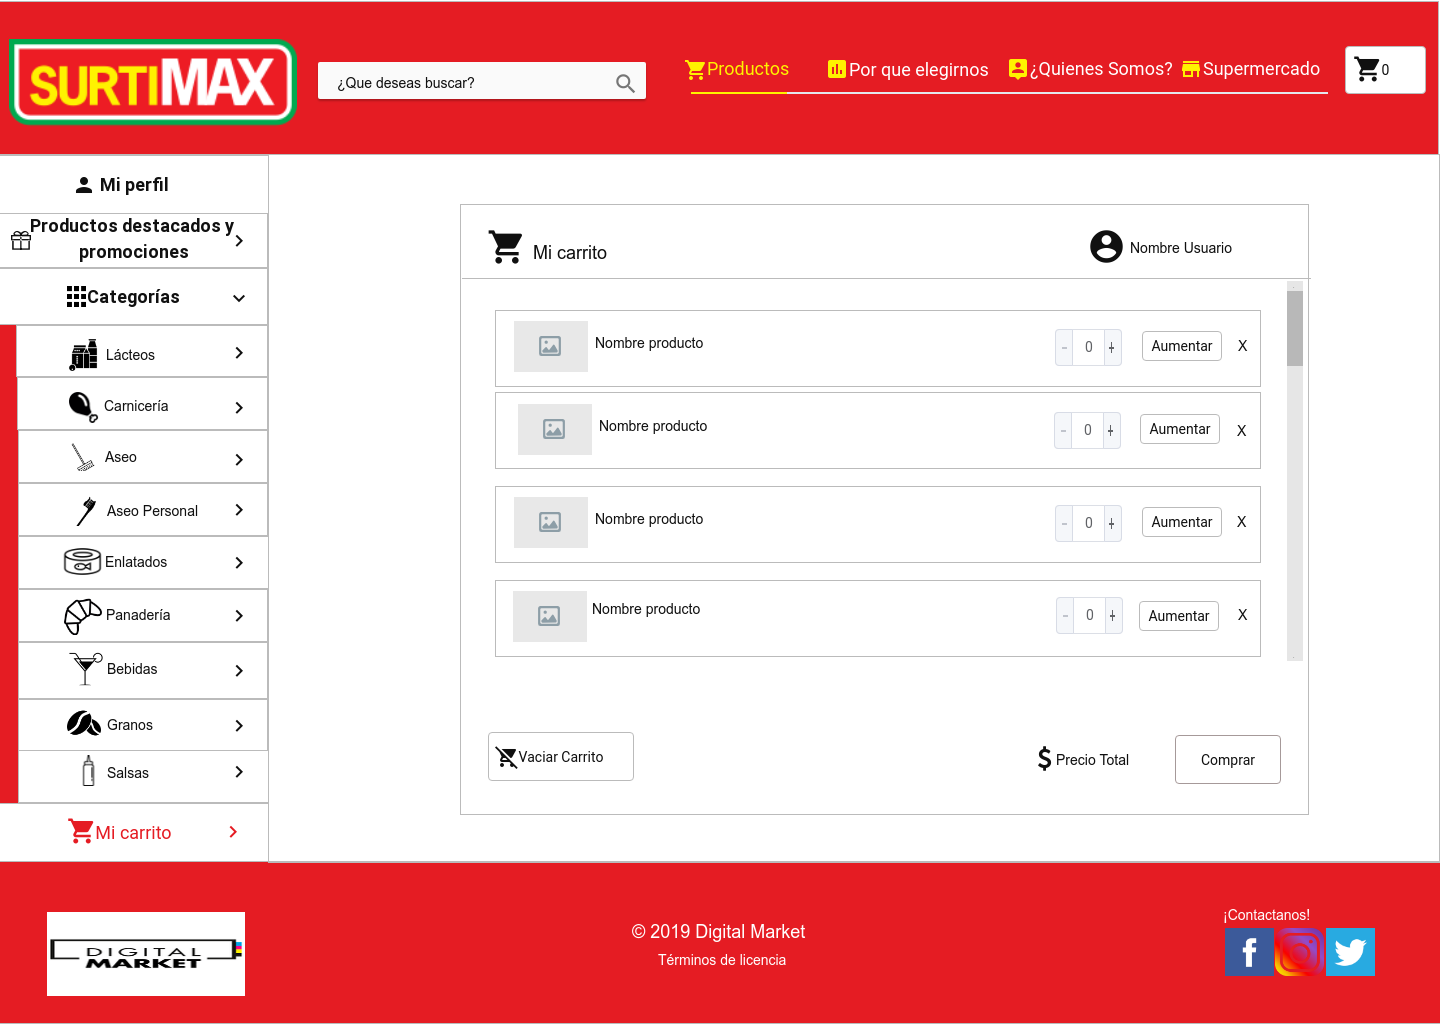 SURTIMAX
¿Que deseas buscar?
Productos
Por que elegirnos
¿Quienes Somos?
Supermercado
0
Mi perfil
Productos destacados y
promociones
Categorías
Lácteos
Carnicería
Aseo
Aseo Personal
Enlatados
Panadería
Bebidas
Granos
Salsas
Mi carrito
Mi carrito
Nombre Usuario
Nombre producto
- 0 +
Aumentar
X
Nombre producto
- 0 +
Aumentar
X
Nombre producto
- 0 +
Aumentar
X
Nombre producto
- 0 +
Aumentar
X
Vaciar Carrito
$ Precio Total
Comprar
DIGITAL
MARKET
© 2019 Digital Market
Términos de licencia
¡Contactanos!